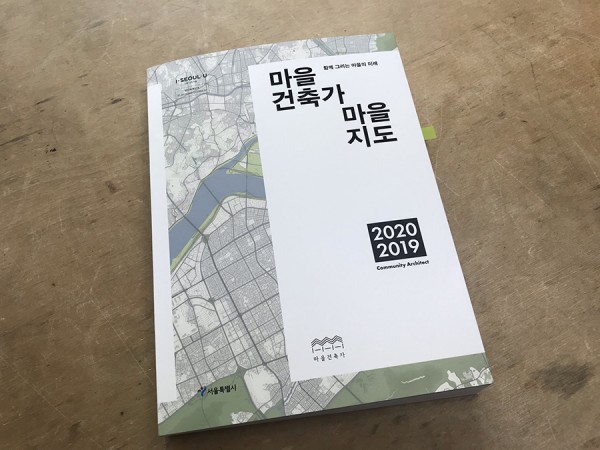 I·SEOUL·U
함께 그리는 마을의 미래
마을
건축가
마을
지도
2020
2019
Community Architect
마을건축가
서울특별시